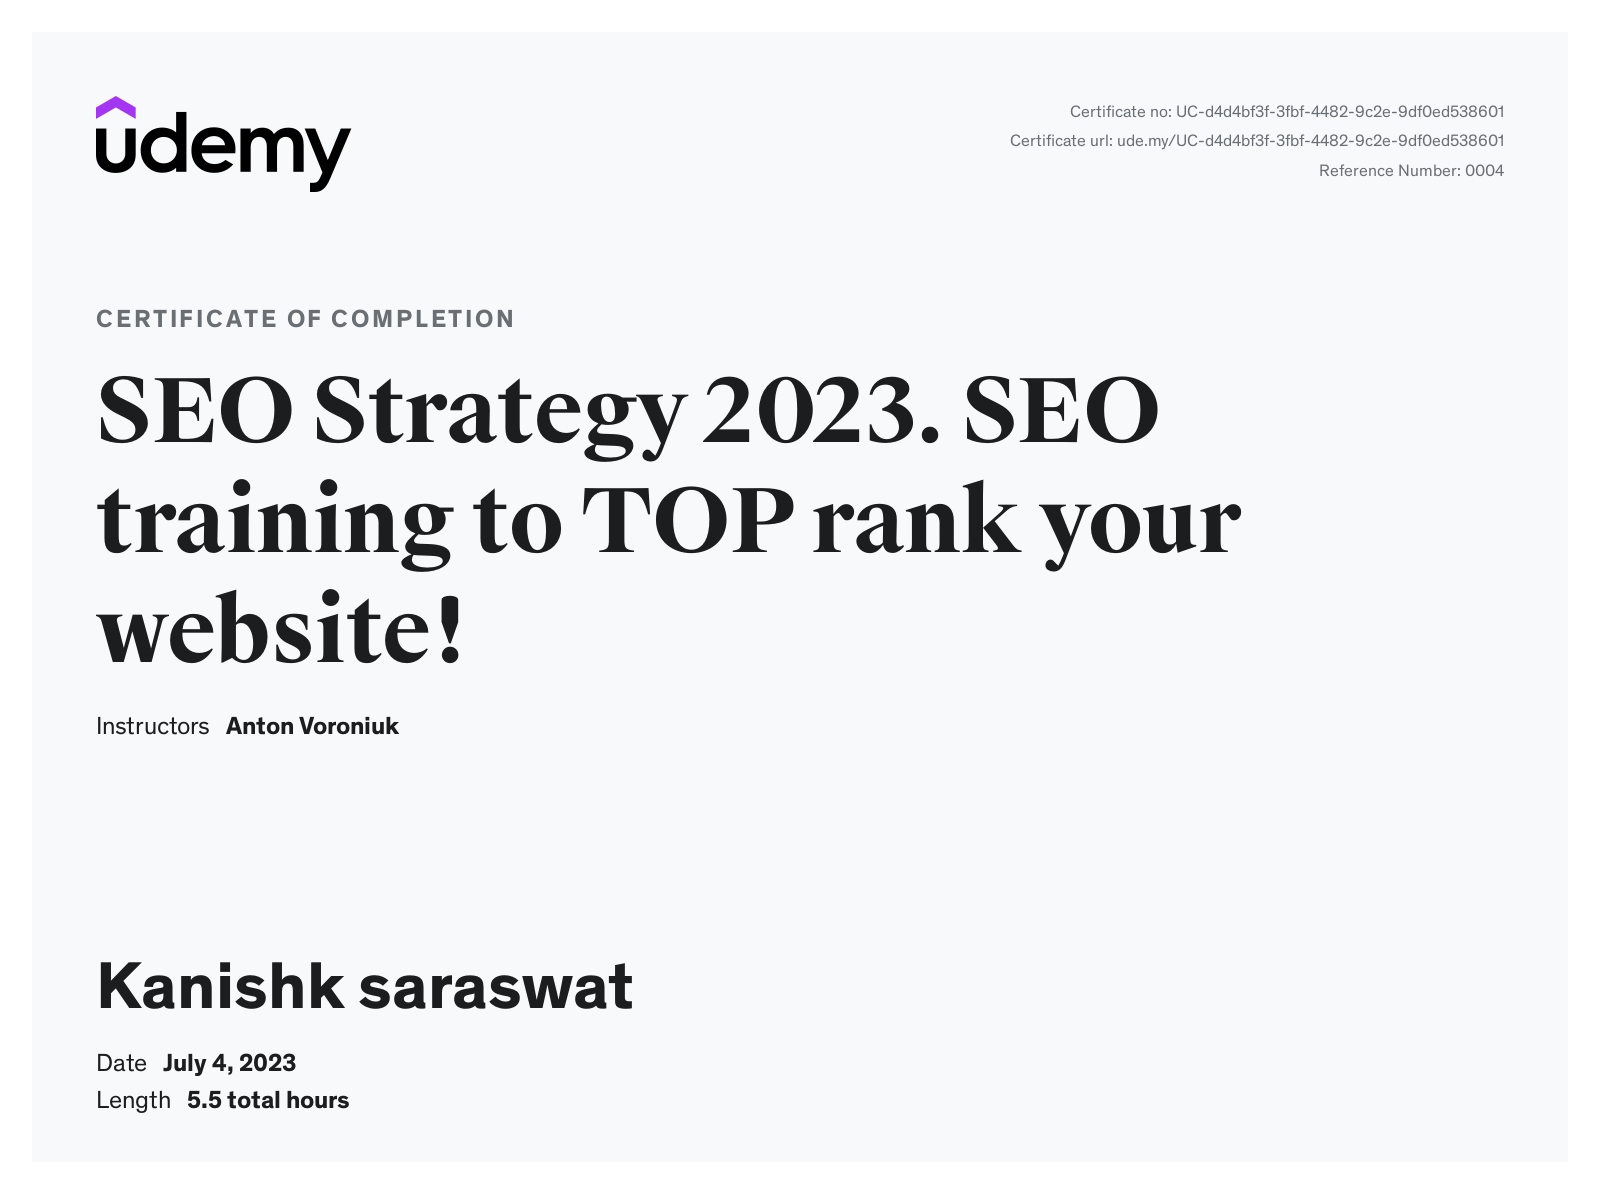 udemy
Certificate no: UC-d4d4bf3f-3fbf-4482-9c2e-9df0ed538601
Certificate url: ude.my/UC-d4d4bf3f-3fbf-4482-9c2e-9df0ed538601
Reference Number: 0004
CERTIFICATE OF COMPLETION
SEO Strategy 2023. SEO
training to TOP rank your
website!
Instructors Anton Voroniuk
Kanishk saraswat
Date July 4, 2023
Length 5.5 total hours